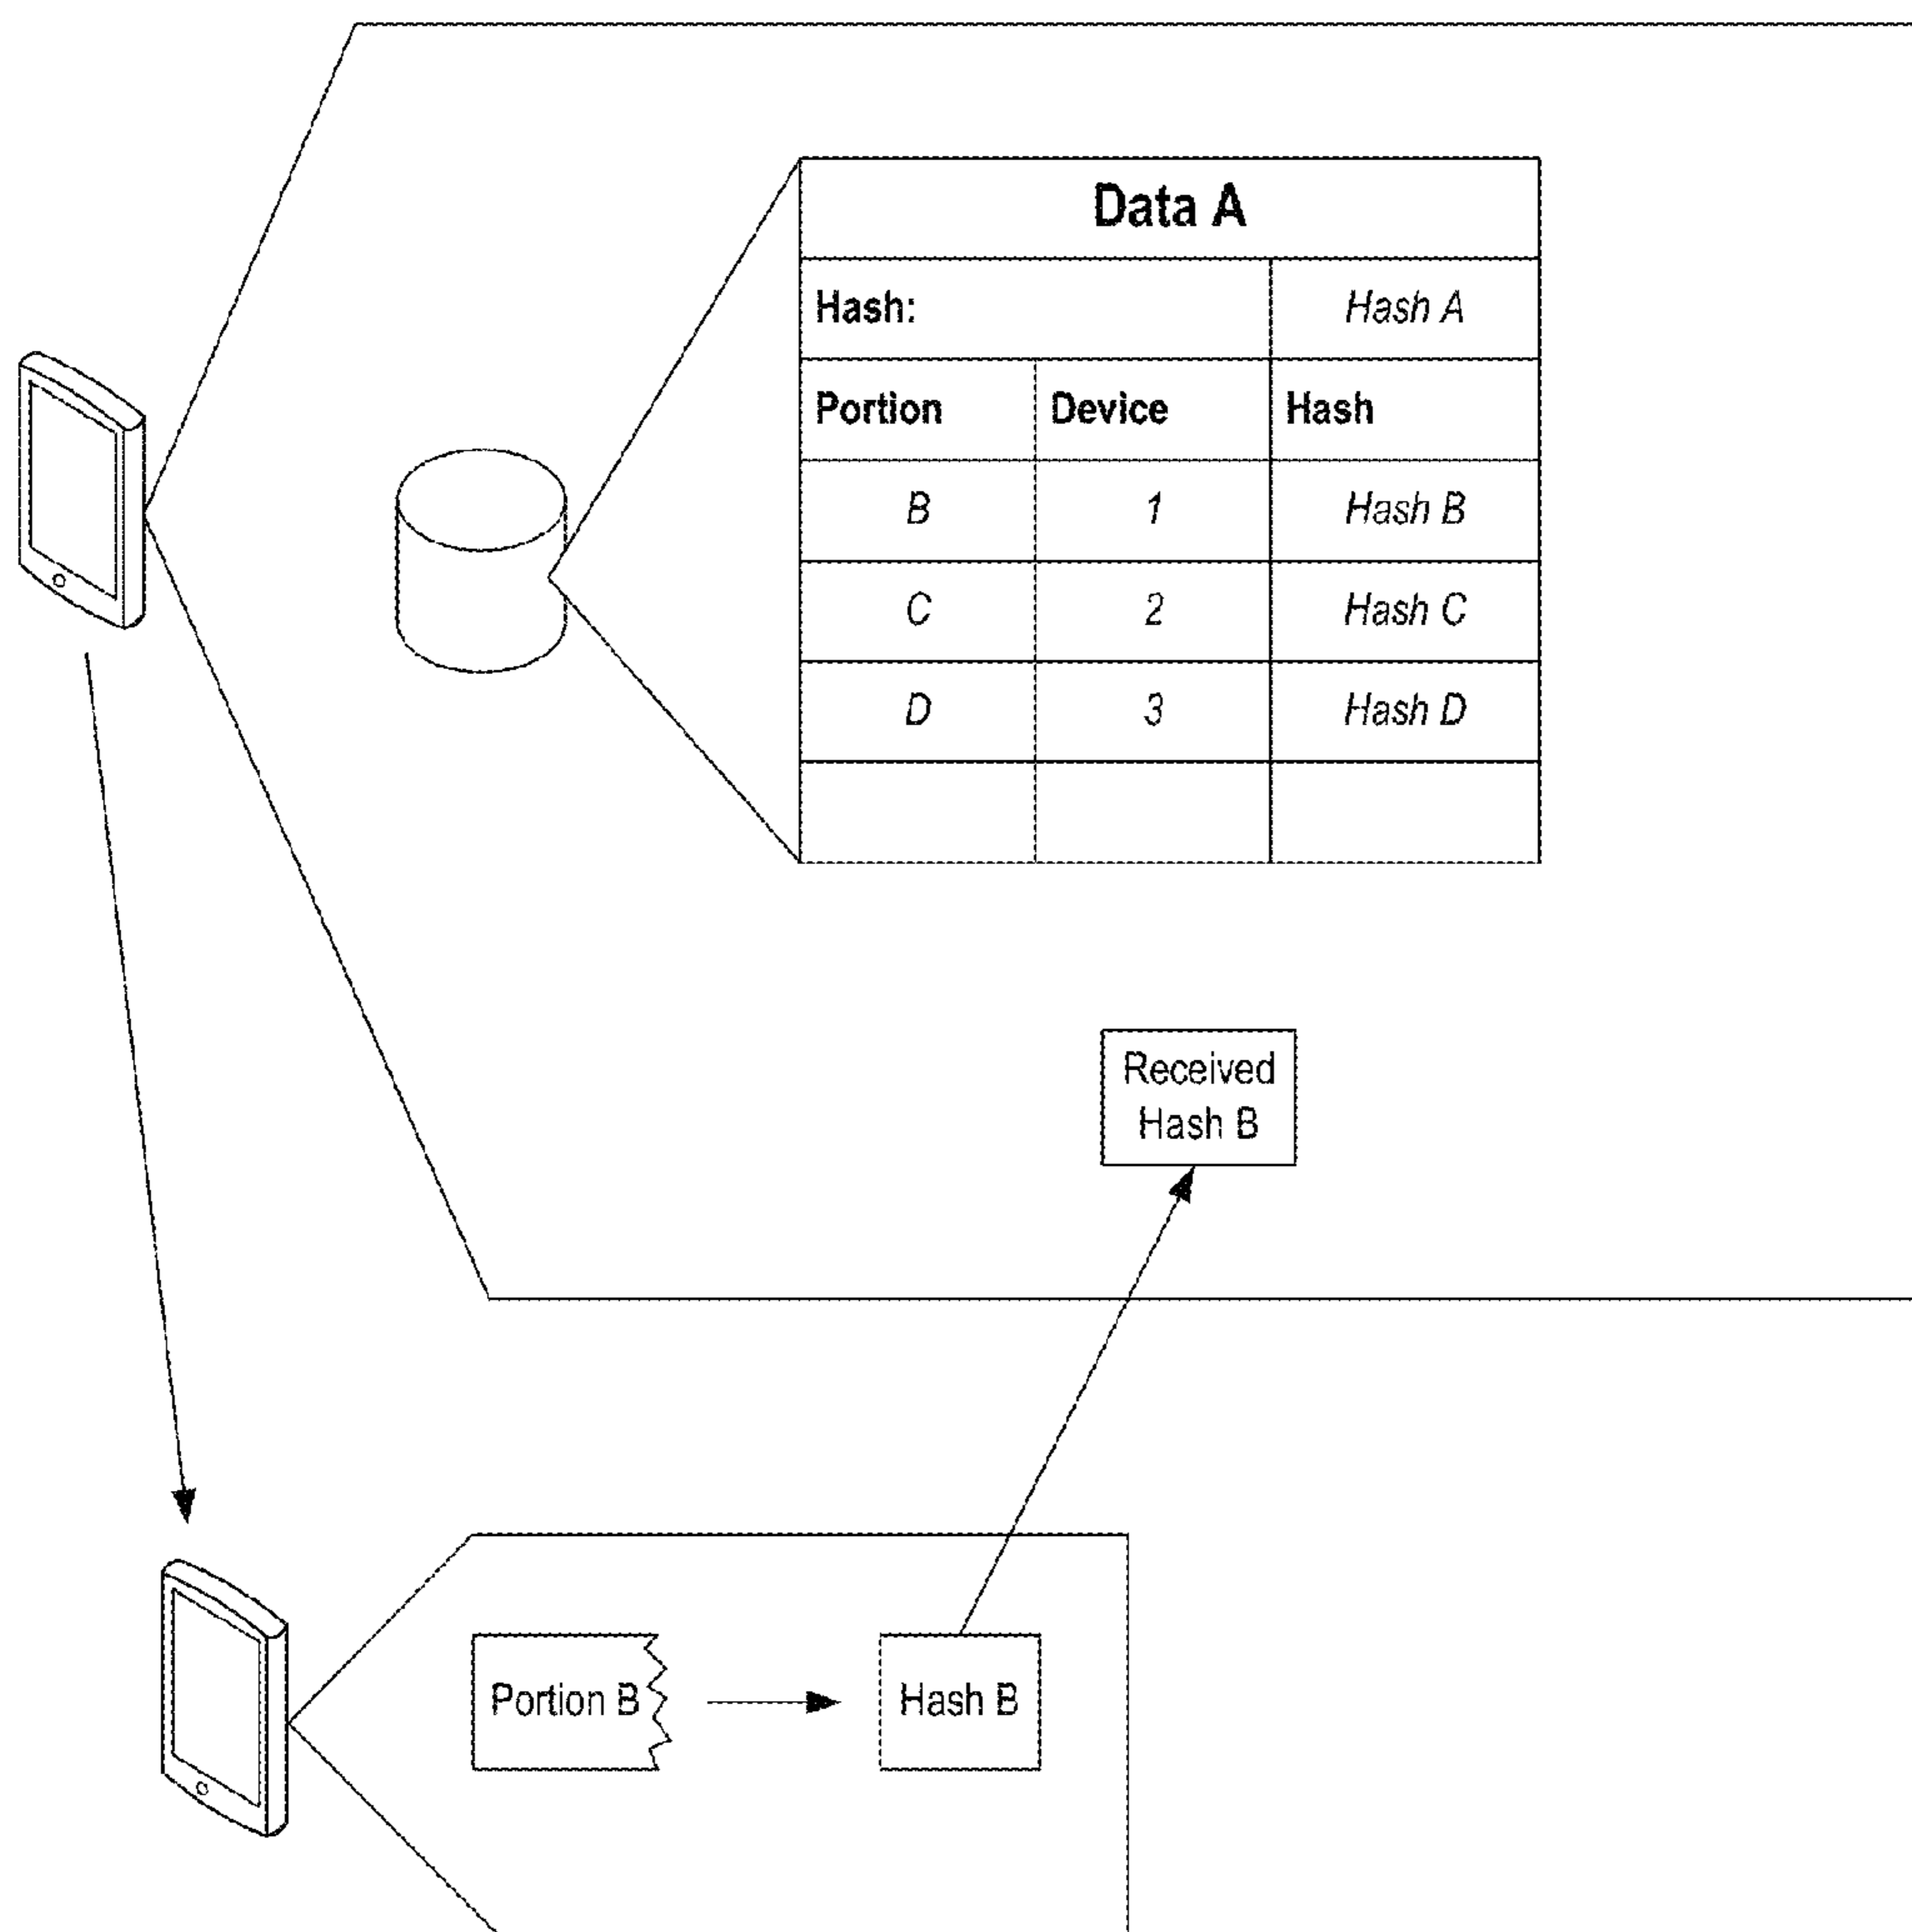 Data A
Hash: Hash A
Portion Device Hash
B 1 Hash B
C 2 Hash C
D 3 Hash D
Received
Hash B
Portion B
Hash B